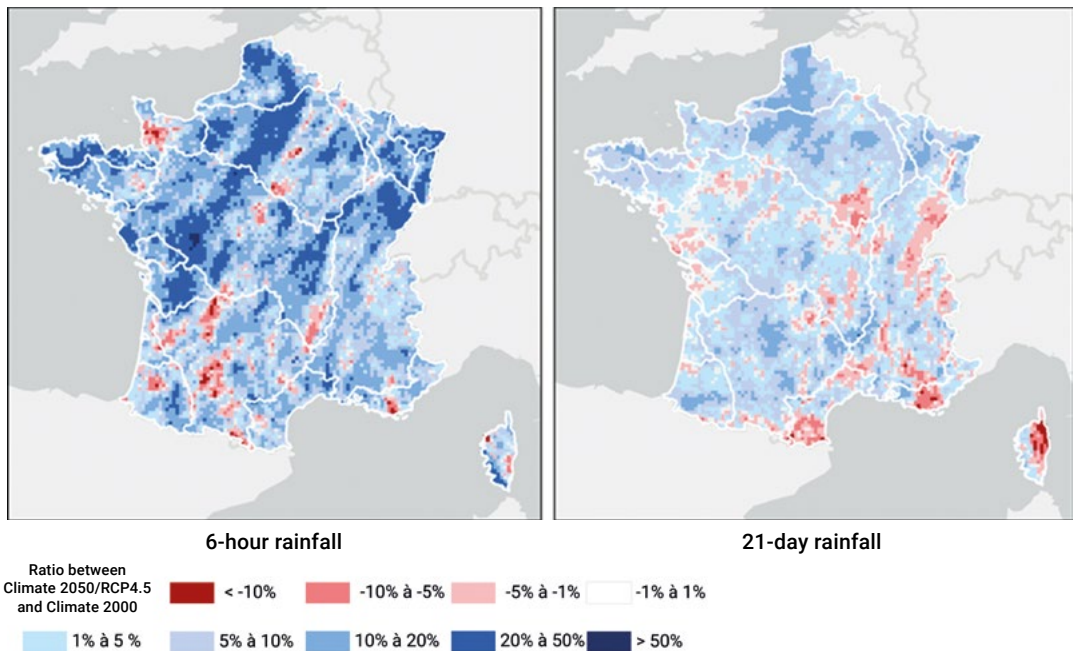 6-hour rainfall
21-day rainfall
Ratio between
Climate 2050/RCP4.5
and Climate 2000
< -10%
-10% à -5%
-5% à -1%
-1% à 1%
1% à 5 %
5% à 10%
10% à 20%
20% à 50%
> 50%